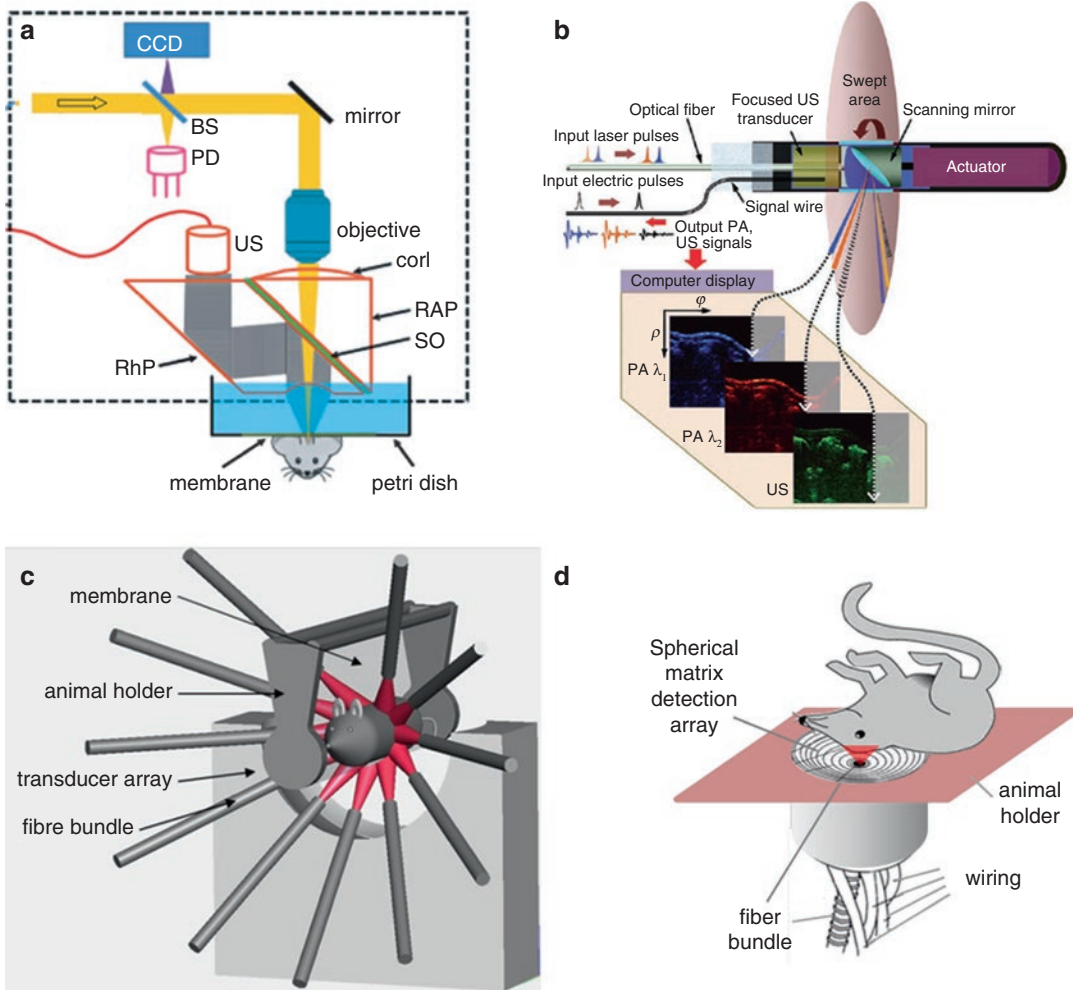 a
CCD
BS
mirror
PD
US
objective
corl
RAP
SO
RhP
membrane
petri dish
b
Swept
area
Focused US
transducer
Scanning mirror
Optical fiber
Input laser pulses
Actuator
Input electric pulses
Signal wire
Output PA,
US signals
Computer display
φ
ρ
PA λ1
PA λ2
US
c
membrane
animal holder
transducer array
fibre bundle
d
Spherical
matrix
detection
array
animal
holder
wiring
fiber
bundle